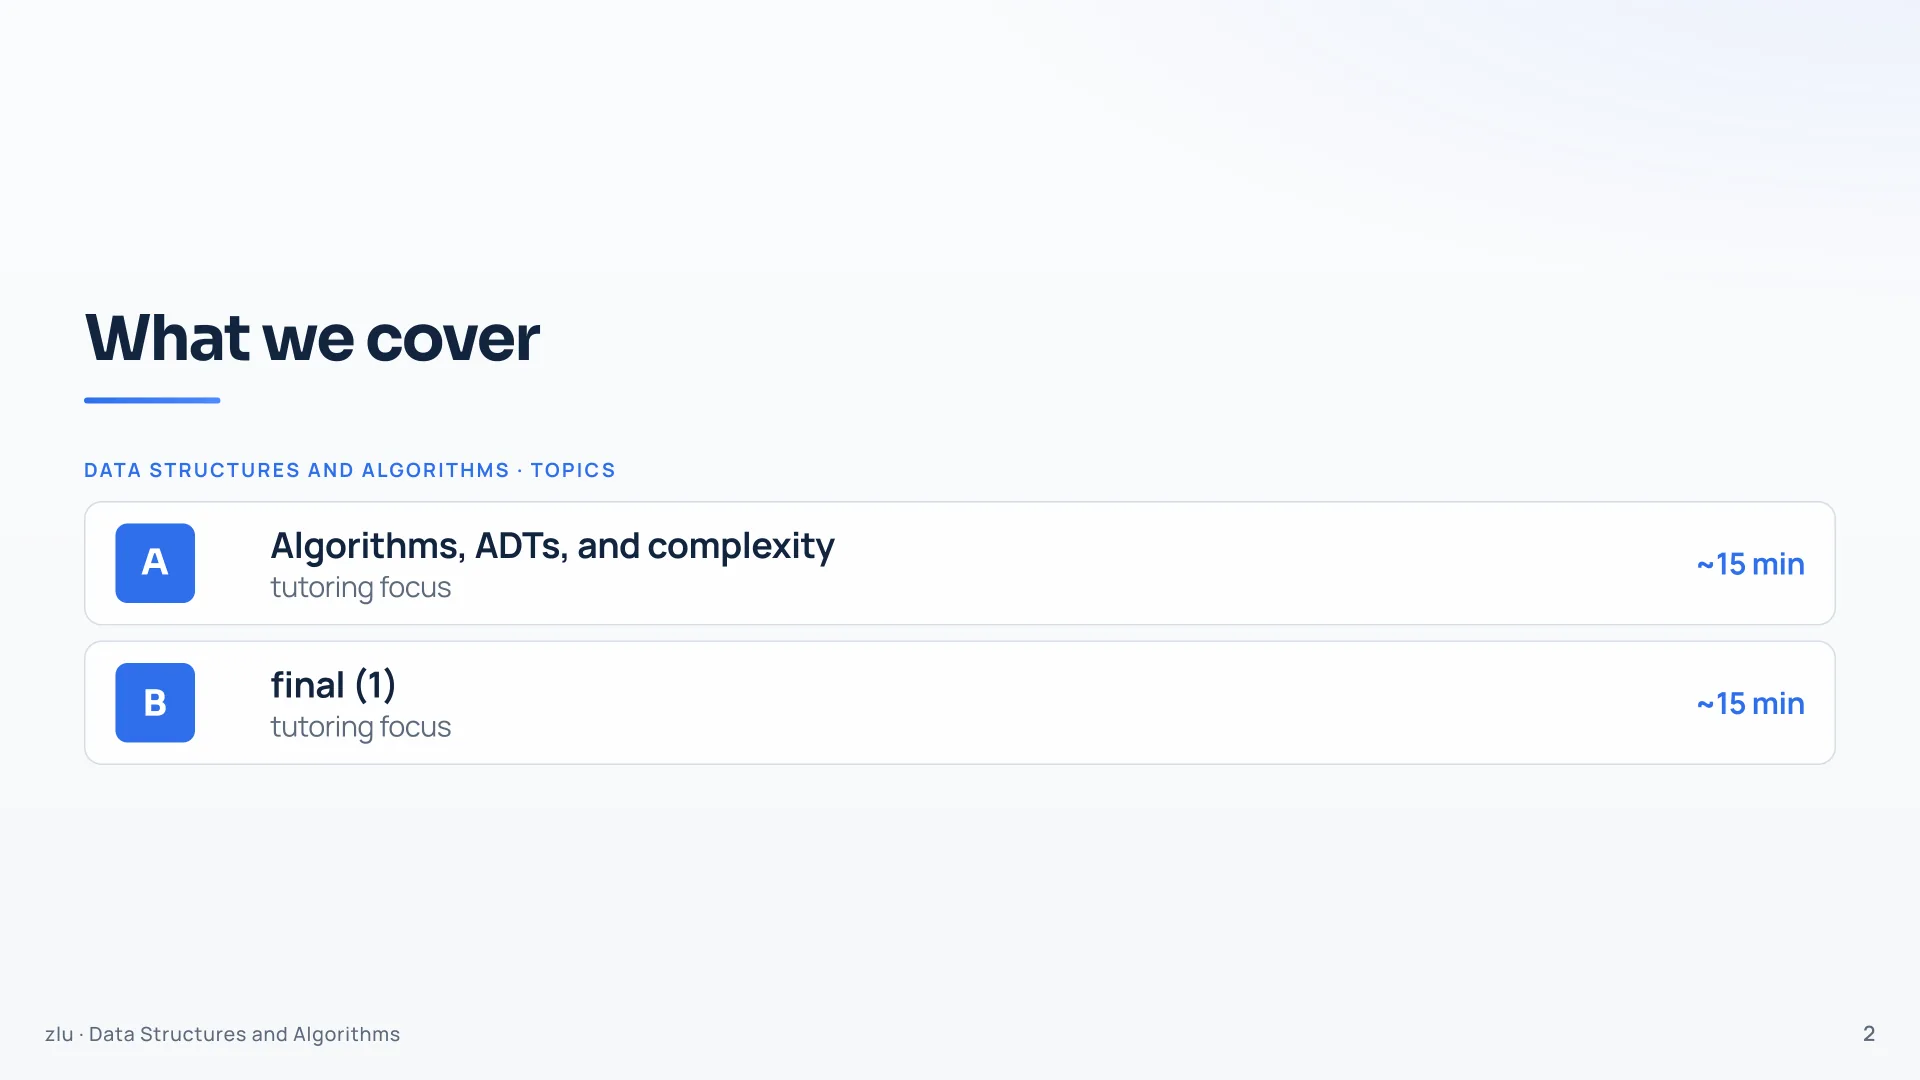 What we cover
DATA STRUCTURES AND ALGORITHMS · TOPICS
A
Algorithms, ADTs, and complexity
tutoring focus
~15 min
B
final (1)
tutoring focus
~15 min
zlu · Data Structures and Algorithms
2